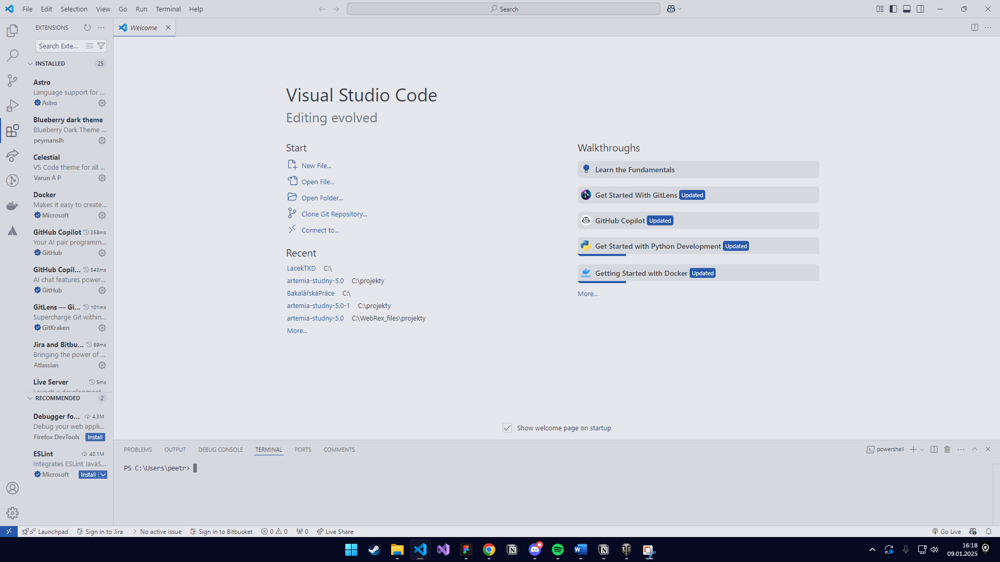 File Edit Selection View Go Run Terminal Help
Search
EXTENSIONS
Search Exte...
INSTALLED 25
Astro
Language support for ...
Astro
Blueberry dark theme
Blueberry Dark Theme ...
peymanslh
Celestial
VS Code theme for all ...
Varun A P
Docker
Makes it easy to create...
Microsoft
GitHub Copilot 358ms
Your AI pair programm...
GitHub
GitHub Copil... 543ms
AI chat features power...
GitHub
GitLens — Gi... 101ms
Supercharge Git within...
GitKraken
Jira and Bitbu... 89ms
Bringing the power of ...
Atlassian
Live Server 5ms
Launch a development
RECOMMENDED 2
Debugger fo... 4.3M
Debug your web appli...
Firefox DevTools Install
ESLint 40.1M
Integrates ESLint JavaS...
Microsoft Install
Welcome
Visual Studio Code
Editing evolved
Start
New File...
Open File...
Open Folder...
Clone Git Repository...
Connect to...
Recent
LacekTKD C:\
artemia-studny-5.0 C:\projekty
BakalářskáPráce C:\
artemia-studny-5.0-1 C:\projekty
artemia-studny-5.0 C:\WebRex_files\projekty
More...
Walkthroughs
Learn the Fundamentals
Get Started With GitLens Updated
GitHub Copilot Updated
Get Started with Python Development Updated
docker Getting Started with Docker Updated
More...
Show welcome page on startup
PROBLEMS OUTPUT DEBUG CONSOLE TERMINAL PORTS COMMENTS
powershell
PS C:\Users\peetr>
Launchpad Sign in to Jira No active issue Sign in to Bitbucket 0 0 0 Live Share
Go Live
16:18
09.01.2025